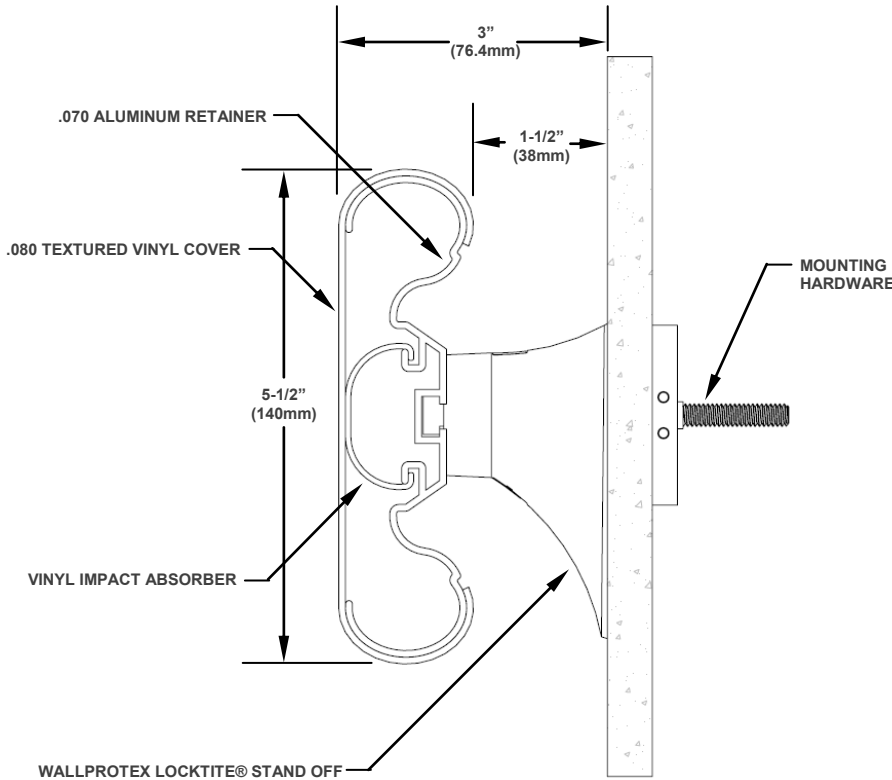 3”
(76.4mm)
.070 ALUMINUM RETAINER
1-1/2”
(38mm)
.080 TEXTURED VINYL COVER
MOUNTING
HARDWARE
5-1/2”
(140mm)
VINYL IMPACT ABSORBER
WALLPROTEX LOCKTITE® STAND OFF